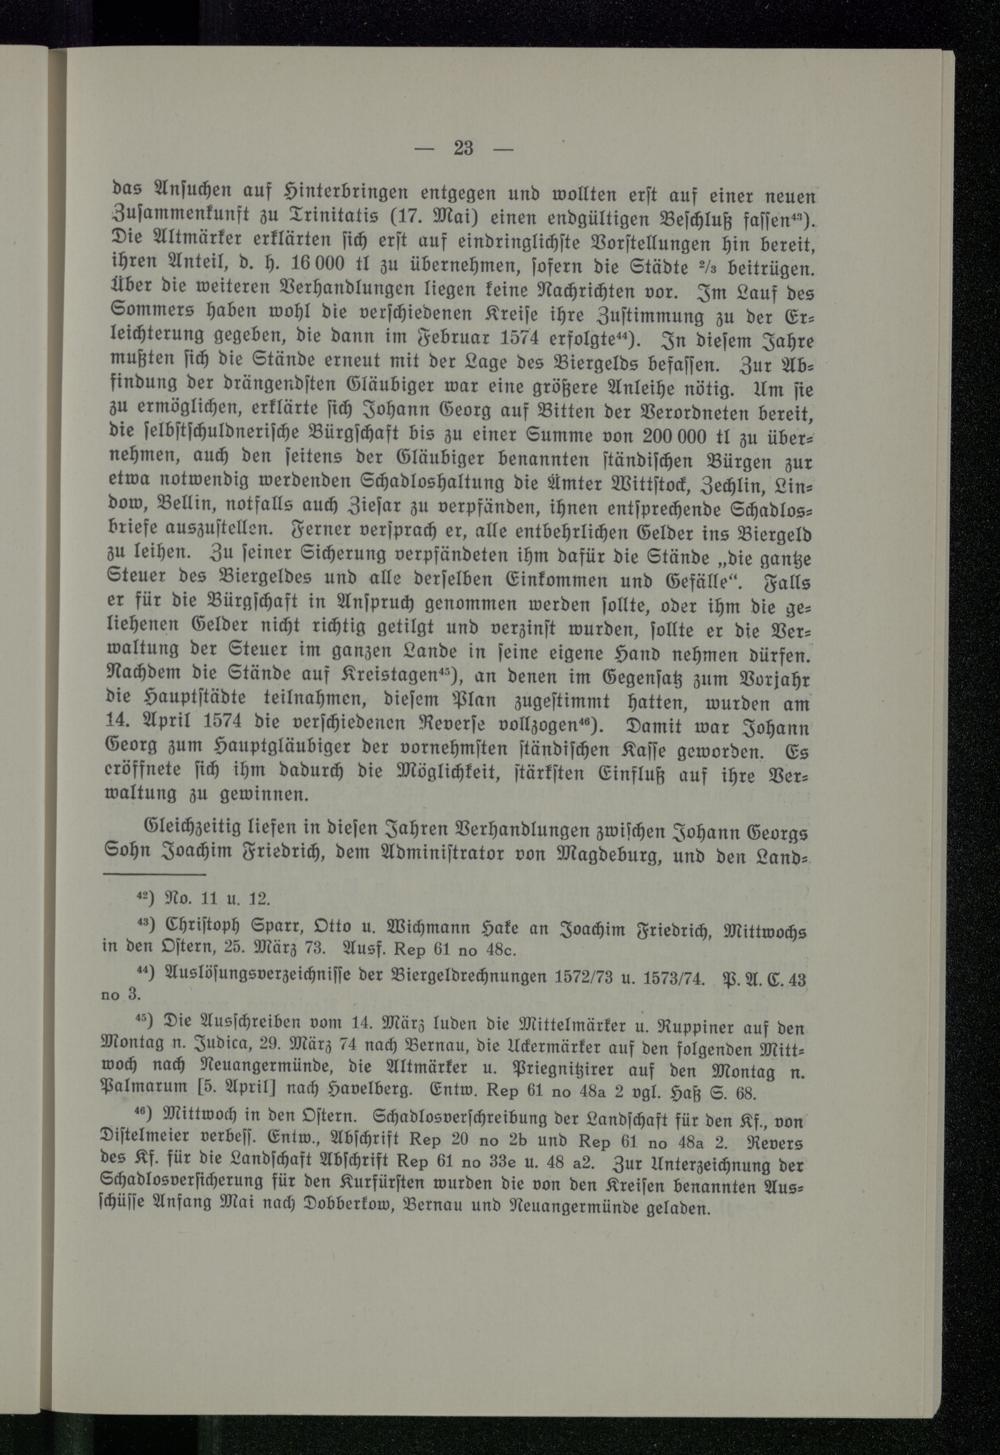 — 23 —
das Ansuchen auf Hinterbringen entgegen und wollten erst auf einer neuen
Zusammenkunft zu Trinitatis (17. Mai) einen endgültigen Beschluß fassen⁴³).
Die Altmärker erklärten sich erst auf eindringlichste Vorstellungen hin bereit,
ihren Anteil, d. h. 16 000 tl zu übernehmen, sofern die Städte ²/₃ beitrügen.
Über die weiteren Verhandlungen liegen keine Nachrichten vor. Im Lauf des
Sommers haben wohl die verschiedenen Kreise ihre Zustimmung zu der Er-
leichterung gegeben, die dann im Februar 1574 erfolgte⁴⁴). In diesem Jahre
mußten sich die Stände erneut mit der Lage des Biergelds befassen. Zur Ab-
findung der drängendsten Gläubiger war eine größere Anleihe nötig. Um sie
zu ermöglichen, erklärte sich Johann Georg auf Bitten der Verordneten bereit,
die selbstschuldnerische Bürgschaft bis zu einer Summe von 200 000 tl zu über-
nehmen, auch den seitens der Gläubiger benannten ständischen Bürgen zur
etwa notwendig werdenden Schadloshaltung die Ämter Wittstock, Zechlin, Lin-
dow, Bellin, notfalls auch Ziesar zu verpfänden, ihnen entsprechende Schadlos-
briefe auszustellen. Ferner versprach er, alle entbehrlichen Gelder ins Biergeld
zu leihen. Zu seiner Sicherung verpfändeten ihm dafür die Stände „die gantze
Steuer des Biergeldes und alle derselben Einkommen und Gefälle“. Falls
er für die Bürgschaft in Anspruch genommen werden sollte, oder ihm die ge-
liehenen Gelder nicht richtig getilgt und verzinst wurden, sollte er die Ver-
waltung der Steuer im ganzen Lande in seine eigene Hand nehmen dürfen.
Nachdem die Stände auf Kreistagen⁴⁵), an denen im Gegensatz zum Vorjahr
die Hauptstädte teilnahmen, diesem Plan zugestimmt hatten, wurden am
14. April 1574 die verschiedenen Reverse vollzogen⁴⁶). Damit war Johann
Georg zum Hauptgläubiger der vornehmsten ständischen Kasse geworden. Es
eröffnete sich ihm dadurch die Möglichkeit, stärksten Einfluß auf ihre Ver-
waltung zu gewinnen.
Gleichzeitig liefen in diesen Jahren Verhandlungen zwischen Johann Georgs
Sohn Joachim Friedrich, dem Administrator von Magdeburg, und den Land-
⁴²) No. 11 u. 12.
⁴³) Christoph Sparr, Otto u. Wichmann Hake an Joachim Friedrich, Mittwochs
in den Ostern, 25. März 73. Ausf. Rep 61 no 48c.
⁴⁴) Auslösungsverzeichnisse der Biergeldrechnungen 1572/73 u. 1573/74. P. A. C. 43
no 3.
⁴⁵) Die Ausschreiben vom 14. März luden die Mittelmärker u. Ruppiner auf den
Montag n. Judica, 29. März 74 nach Bernau, die Uckermärker auf den folgenden Mitt-
woch nach Neuangermünde, die Altmärker u. Priegnitzirer auf den Montag n.
Palmarum [5. April] nach Havelberg. Entw. Rep 61 no 48a 2 vgl. Haß S. 68.
⁴⁶) Mittwoch in den Ostern. Schadlosverschreibung der Landschaft für den Kf., von
Distelmeier verbess. Entw., Abschrift Rep 20 no 2b und Rep 61 no 48a 2. Revers
des Kf. für die Landschaft Abschrift Rep 61 no 33e u. 48 a2. Zur Unterzeichnung der
Schadlosversicherung für den Kurfürsten wurden die von den Kreisen benannten Aus-
schüsse Anfang Mai nach Dobberkow, Bernau und Neuangermünde geladen.